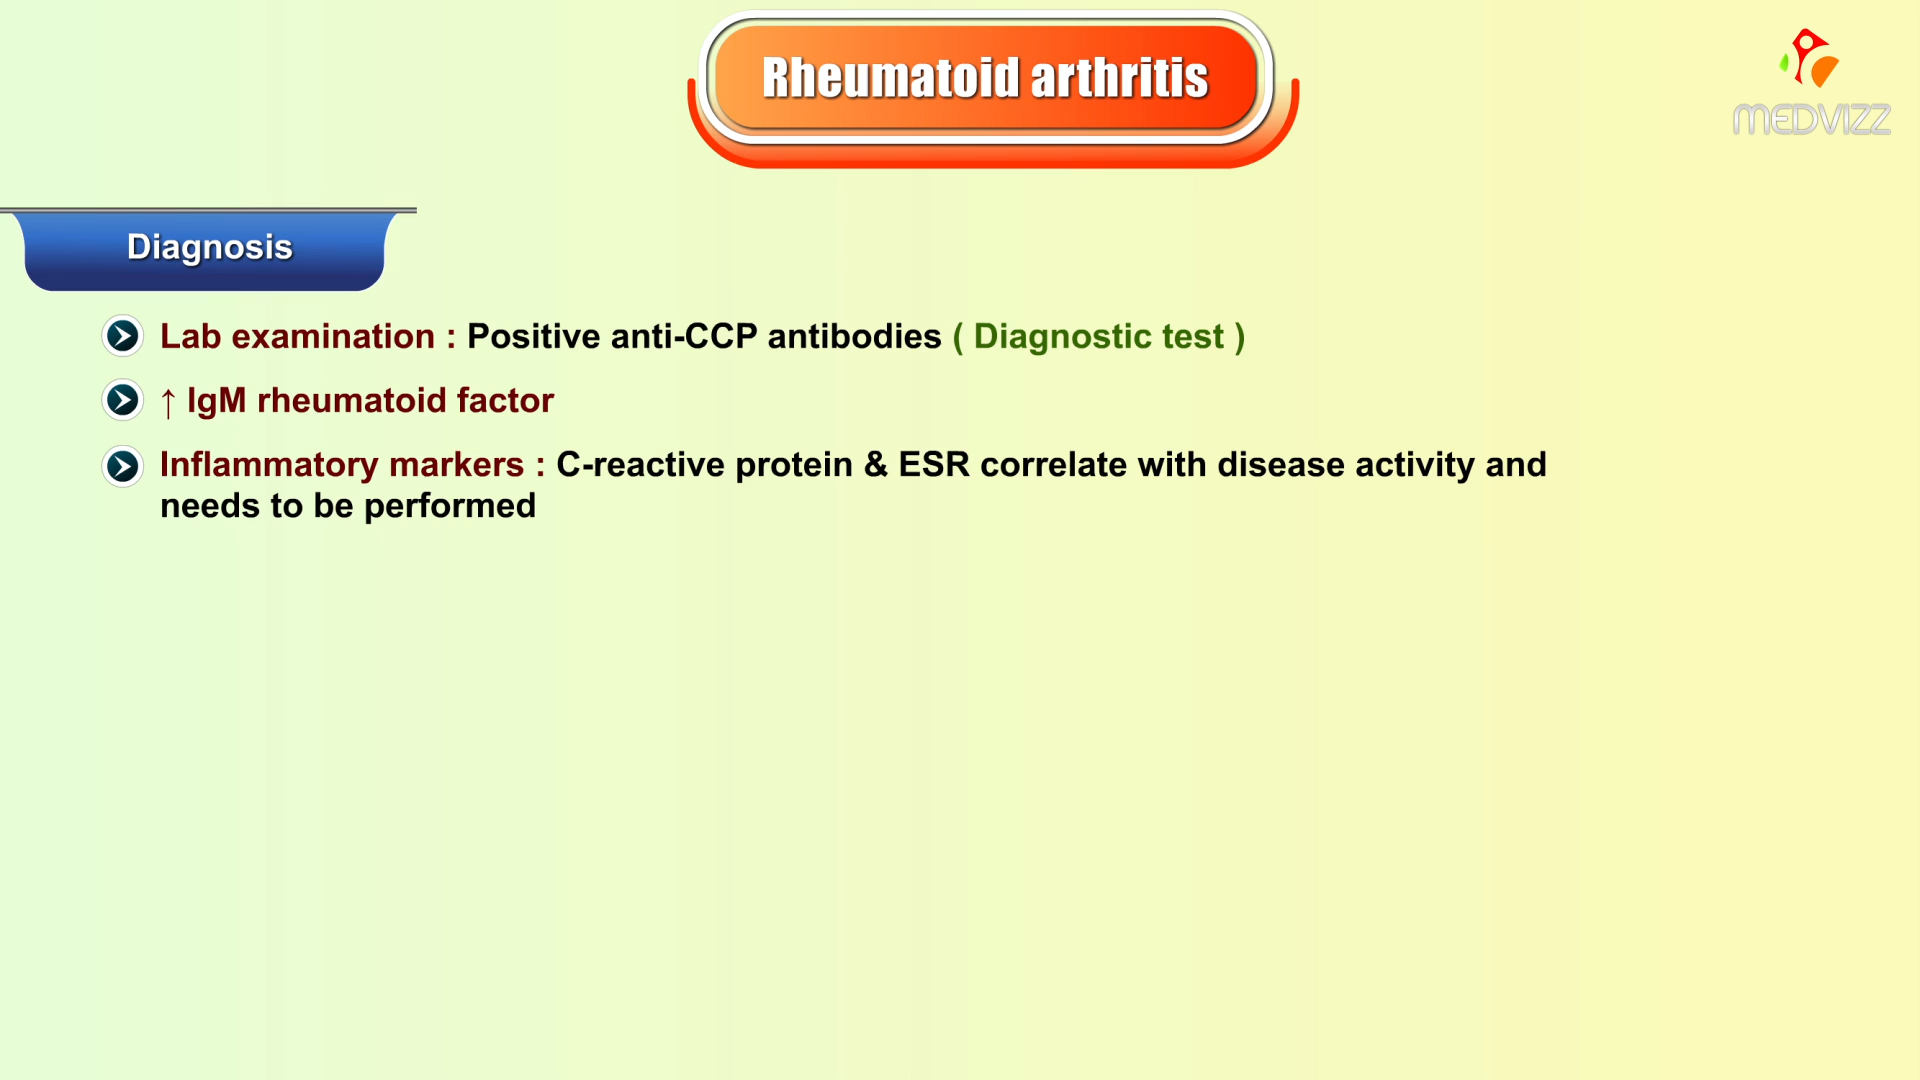 Rheumatoid arthritis
MEDVIZZ
Diagnosis
Lab examination : Positive anti-CCP antibodies ( Diagnostic test )
↑ IgM rheumatoid factor
Inflammatory markers : C-reactive protein & ESR correlate with disease activity and
needs to be performed